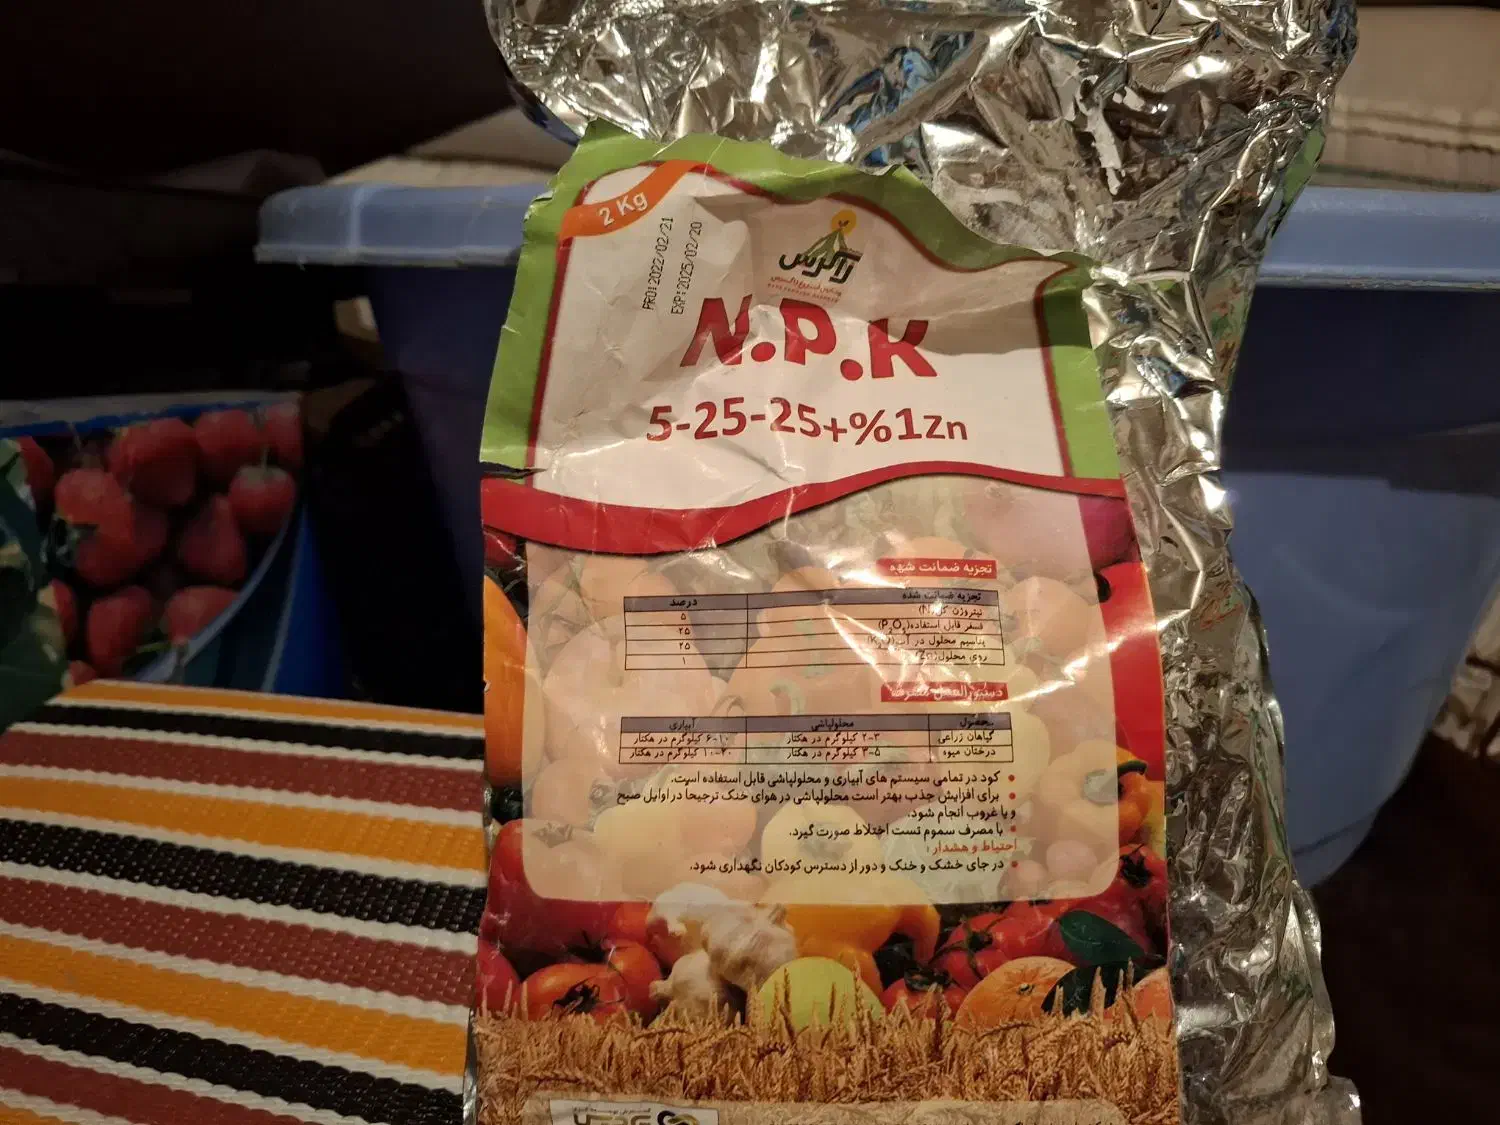 2 Kg
PRO:2022/02/21
EXP:2025/02/20
زاگرس
N.P.K
5-25-25+%1Zn
تجزیه ضمانت شده
تجزیه ضمانت شده درصد
نیتروژن کل(N) ۵
فسفر قابل استفاده(P2O5) ۲۵
پتاسیم محلول در آب(K2O) ۲۵
روی محلول(Zn) ۱
دستورالعمل مصرف
محصول محلولپاشی آبیاری
گیاهان زراعی ۲-۳ کیلوگرم در هکتار ۶-۱۰ کیلوگرم در هکتار
درختان میوه ۳-۵ کیلوگرم در هکتار ۱۰-۲۰ کیلوگرم در هکتار
• کود در تمامی سیستم های آبیاری و محلولپاشی قابل استفاده است.
• برای افزایش جذب بهتر است محلولپاشی در هوای خنک ترجیحاً در اوایل صبح
و یا غروب انجام شود.
• با مصرف سموم تست اختلاط صورت گیرد.
احتیاط و هشدار :
• در جای خشک و خنک و دور از دسترس کودکان نگهداری شود.